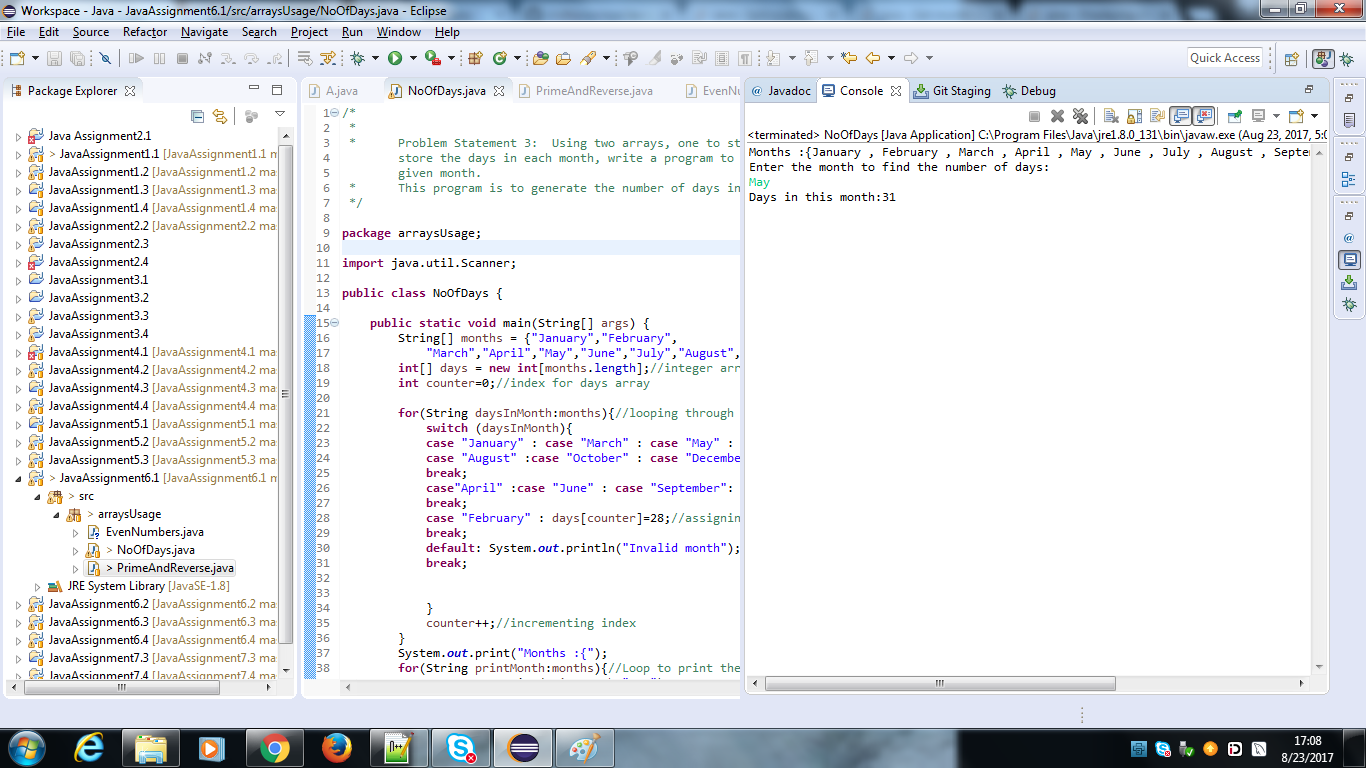 Workspace - Java - JavaAssignment6.1/src/arraysUsage/NoOfDays.java - Eclipse
File Edit Source Refactor Navigate Search Project Run Window Help
Quick Access
Package Explorer
Java Assignment2.1
> JavaAssignment1.1 [JavaAssignment1.1 m
JavaAssignment1.2 [JavaAssignment1.2 mas
JavaAssignment1.3 [JavaAssignment1.3 mas
JavaAssignment1.4 [JavaAssignment1.4 mas
JavaAssignment2.2 [JavaAssignment2.2 mas
JavaAssignment2.3
JavaAssignment2.4
JavaAssignment3.1
JavaAssignment3.2
JavaAssignment3.3
JavaAssignment3.4
JavaAssignment4.1 [JavaAssignment4.1 mas
JavaAssignment4.2 [JavaAssignment4.2 mas
JavaAssignment4.3 [JavaAssignment4.3 mas
JavaAssignment4.4 [JavaAssignment4.4 mas
JavaAssignment5.1 [JavaAssignment5.1 mas
JavaAssignment5.2 [JavaAssignment5.2 mas
JavaAssignment5.3 [JavaAssignment5.3 mas
> JavaAssignment6.1 [JavaAssignment6.1 m
> src
> arraysUsage
EvenNumbers.java
> NoOfDays.java
> PrimeAndReverse.java
JRE System Library [JavaSE-1.8]
JavaAssignment6.2 [JavaAssignment6.2 mas
JavaAssignment6.3 [JavaAssignment6.3 mas
JavaAssignment6.4 [JavaAssignment6.4 mas
JavaAssignment7.3 [JavaAssignment7.3 mas
JavaAssignment7.4 [JavaAssignment7.4 mas
A.java NoOfDays.java PrimeAndReverse.java EvenNu
1 /*
2 *
3 * Problem Statement 3: Using two arrays, one to st
4 store the days in each month, write a program to
5 given month.
6 * This program is to generate the number of days in
7 */
8
9 package arraysUsage;
10
11 import java.util.Scanner;
12
13 public class NoOfDays {
14
15 public static void main(String[] args) {
16 String[] months = {"January","February",
17 "March","April","May","June","July","August",
18 int[] days = new int[months.length];//integer arr
19 int counter=0;//index for days array
20
21 for(String daysInMonth:months){//looping through
22 switch (daysInMonth){
23 case "January" : case "March" : case "May" :
24 case "August" :case "October" : case "Decembe
25 break;
26 case"April" :case "June" : case "September":
27 break;
28 case "February" : days[counter]=28;//assignin
29 break;
30 default: System.out.println("Invalid month");
31 break;
32
33
34 }
35 counter++;//incrementing index
36 }
37 System.out.print("Months :{");
38 for(String printMonth:months){//Loop to print the
@ Javadoc Console Git Staging Debug
<terminated> NoOfDays [Java Application] C:\Program Files\Java\jre1.8.0_131\bin\javaw.exe (Aug 23, 2017, 5:0
Months :{January , February , March , April , May , June , July , August , Septe
Enter the month to find the number of days:
May
Days in this month:31
17:08
8/23/2017